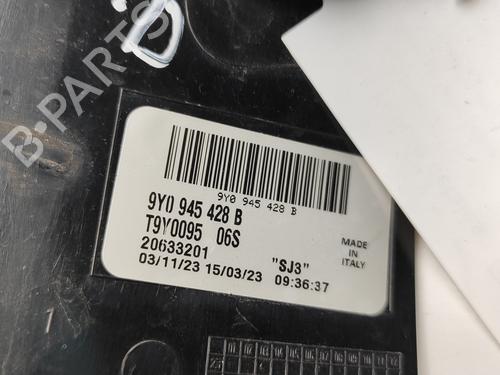 B-PARTS
9Y0 945 428 B
9Y0 945 428 B
T9Y0095 06S
20633201 "SJ3"
03/11/23 15/03/23 09:36:37
MADE IN ITALY